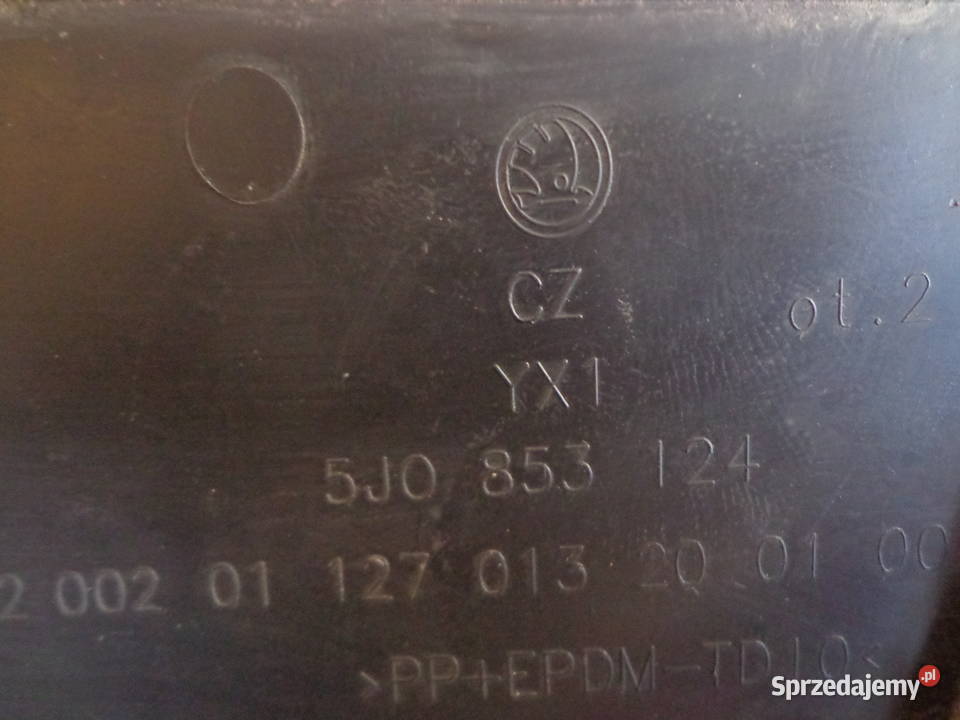 CZ
ot.2
YX1
5J0 853 124
2 002 01 127 013 20 01 00
>PP+EPDM-TD10<
Sprzedajemy.pl